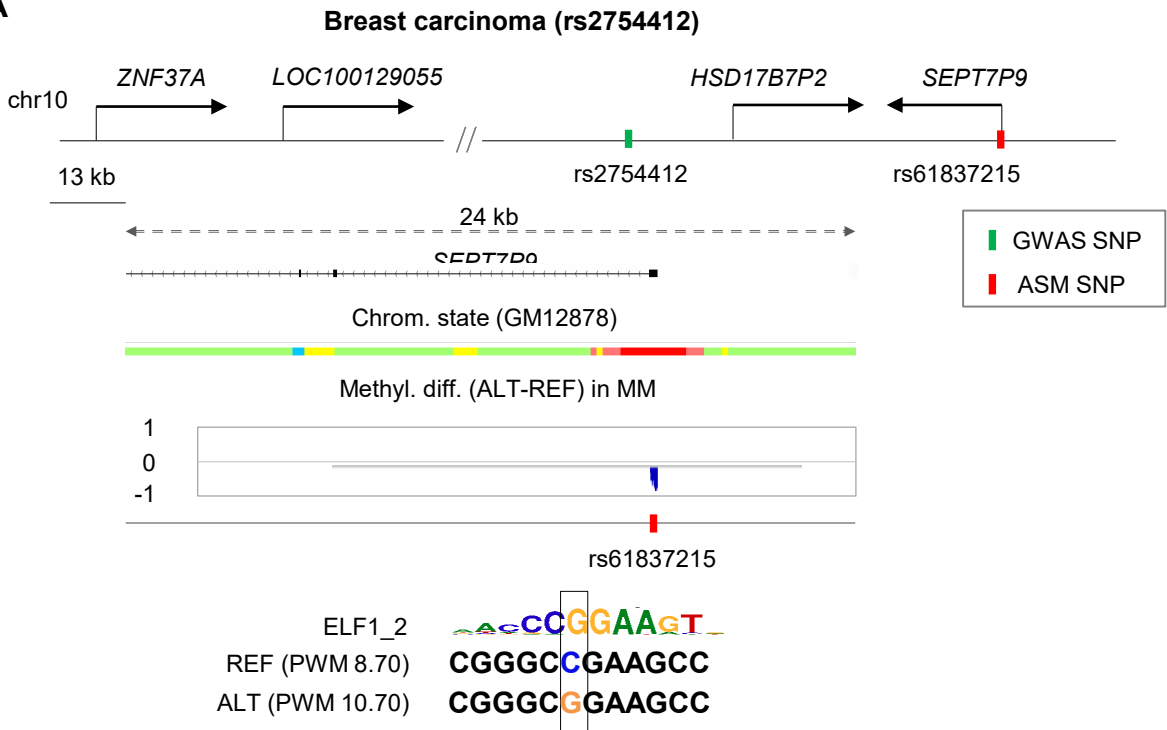 A
Breast carcinoma (rs2754412)
ZNF37A LOC100129055 HSD17B7P2 SEPT7P9
chr10
rs2754412 rs61837215
13 kb
24 kb
GWAS SNP
ASM SNP
SEPT7P9
Chrom. state (GM12878)
Methyl. diff. (ALT-REF) in MM
1
0
-1
rs61837215
ELF1_2 AACCCGGAAGT
REF (PWM 8.70) CGGGCCGAAGCC
ALT (PWM 10.70) CGGGCGGAAGCC